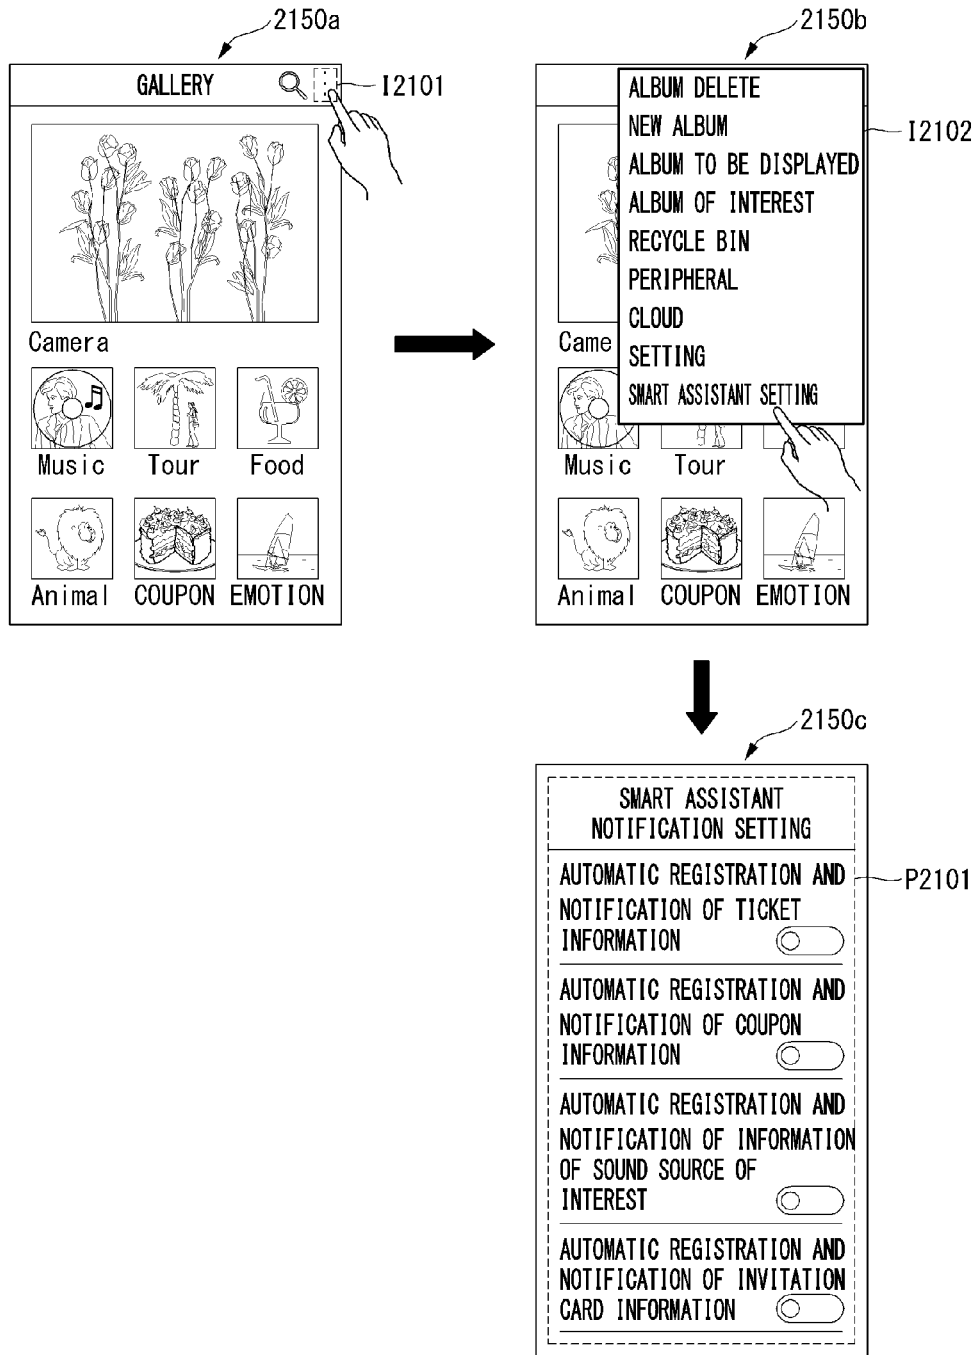 2150a
GALLERY
I2101
Camera
Music Tour Food
Animal COUPON EMOTION
2150b
ALBUM DELETE
NEW ALBUM
I2102
ALBUM TO BE DISPLAYED
ALBUM OF INTEREST
RECYCLE BIN
PERIPHERAL
CLOUD
Came
SETTING
SMART ASSISTANT SETTING
Music Tour
Animal COUPON EMOTION
2150c
SMART ASSISTANT
NOTIFICATION SETTING
AUTOMATIC REGISTRATION AND
P2101
NOTIFICATION OF TICKET
INFORMATION
AUTOMATIC REGISTRATION AND
NOTIFICATION OF COUPON
INFORMATION
AUTOMATIC REGISTRATION AND
NOTIFICATION OF INFORMATION
OF SOUND SOURCE OF
INTEREST
AUTOMATIC REGISTRATION AND
NOTIFICATION OF INVITATION
CARD INFORMATION